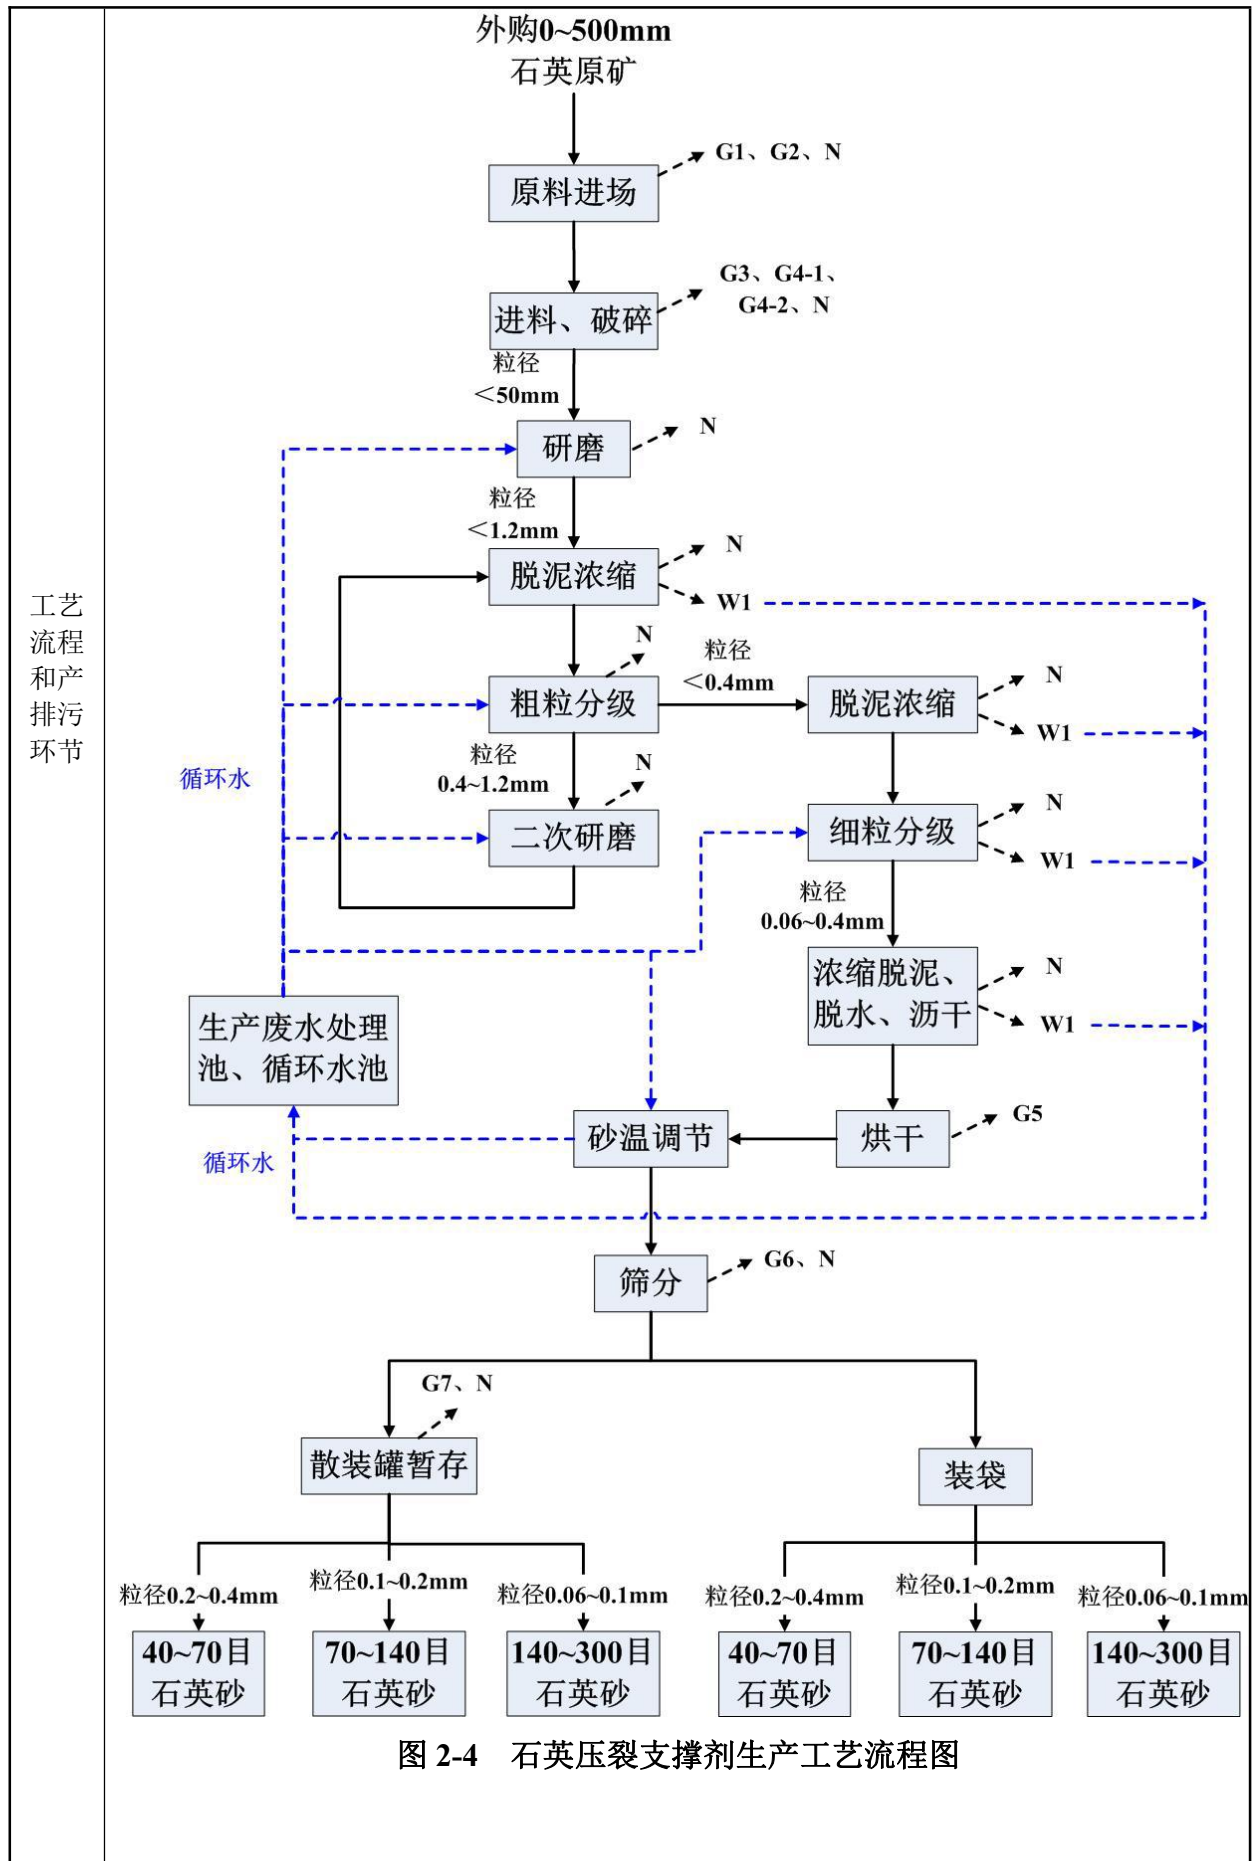 外购0~500mm
石英原矿
G1、G2、N
原料进场
G3、G4-1、
G4-2、N
进料、破碎
粒径
＜50mm
N
研磨
粒径
＜1.2mm
N
脱泥浓缩
W1
工艺
流程
和产
排污
环节
N
粒径
＜0.4mm
粗粒分级
脱泥浓缩
N
W1
粒径
0.4~1.2mm
N
循环水
二次研磨
细粒分级
N
W1
粒径
0.06~0.4mm
浓缩脱泥、
脱水、沥干
N
W1
生产废水处理
池、循环水池
砂温调节
烘干
G5
循环水
筛分
G6、N
G7、N
散装罐暂存
装袋
粒径0.2~0.4mm
粒径0.1~0.2mm
粒径0.06~0.1mm
粒径0.2~0.4mm
粒径0.1~0.2mm
粒径0.06~0.1mm
40~70目
石英砂
70~140目
石英砂
140~300目
石英砂
40~70目
石英砂
70~140目
石英砂
140~300目
石英砂
图 2-4 石英压裂支撑剂生产工艺流程图